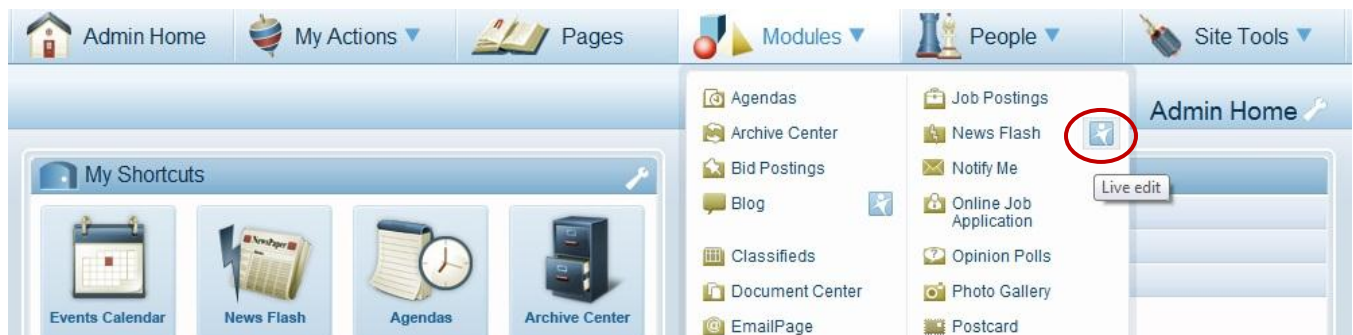 Admin Home
My Actions
Pages
Modules
People
Site Tools
Admin Home
My Shortcuts
Events Calendar
NewsPaper
News Flash
Agendas
Archive Center
Agendas
Archive Center
Bid Postings
Blog
Classifieds
Document Center
EmailPage
Job Postings
News Flash
Live edit
Notify Me
Online Job
Application
Opinion Polls
Photo Gallery
Postcard